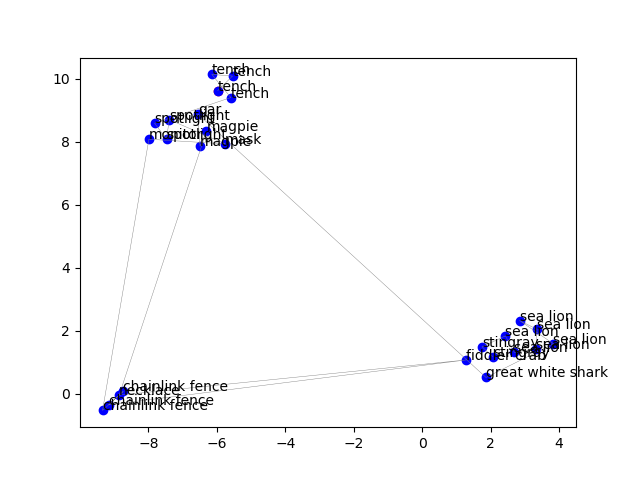 tench
tench
tench
tench
gar
spotlight
spotlight
magpie
spotlight
magpie
mask
sea lion
sea lion
sea lion
sea lion
stingray
sea lion
stingray
fiddler crab
great white shark
chainlink fence
necklace
chainlink fence
chainlink fence
10
8
6
4
2
0
−8
−6
−4
−2
0
2
4